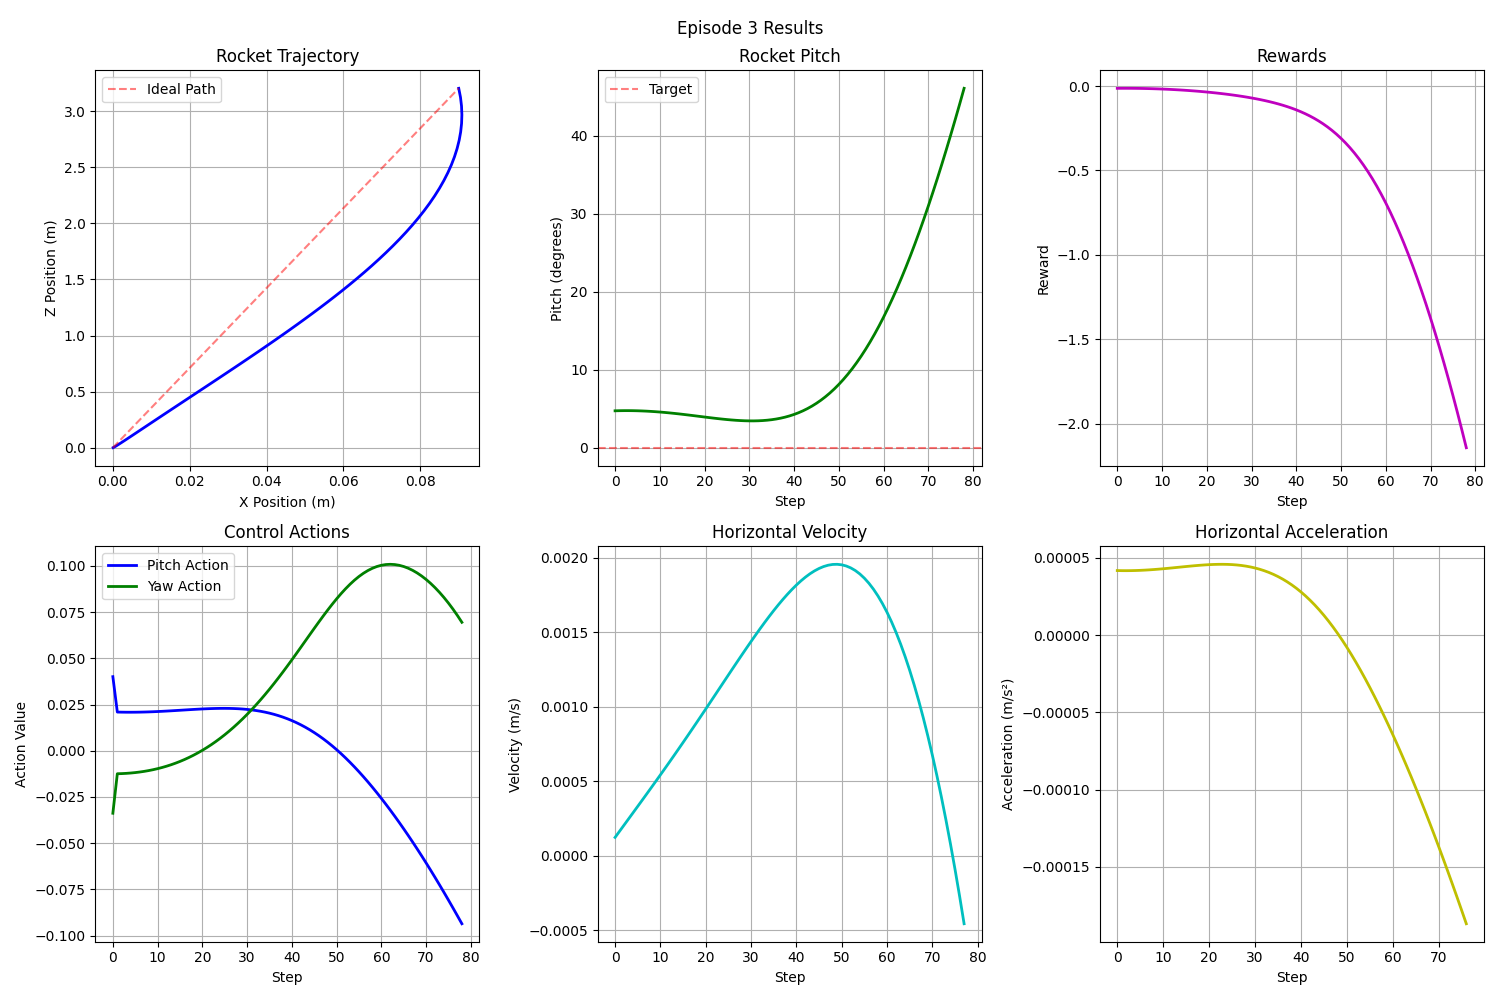 Episode 3 Results
Rocket Trajectory
Ideal Path
3.0
2.5
2.0
1.5
1.0
0.5
0.0
Z Position (m)
0.00 0.02 0.04 0.06 0.08
X Position (m)
Rocket Pitch
Target
40
30
20
10
0
Pitch (degrees)
0 10 20 30 40 50 60 70 80
Step
Rewards
0.0
−0.5
−1.0
−1.5
−2.0
Reward
0 10 20 30 40 50 60 70 80
Step
Control Actions
Pitch Action
Yaw Action
0.100
0.075
0.050
0.025
0.000
−0.025
−0.050
−0.075
−0.100
Action Value
0 10 20 30 40 50 60 70 80
Step
Horizontal Velocity
0.0020
0.0015
0.0010
0.0005
0.0000
−0.0005
Velocity (m/s)
0 10 20 30 40 50 60 70 80
Step
Horizontal Acceleration
0.00005
0.00000
−0.00005
−0.00010
−0.00015
Acceleration (m/s²)
0 10 20 30 40 50 60 70
Step